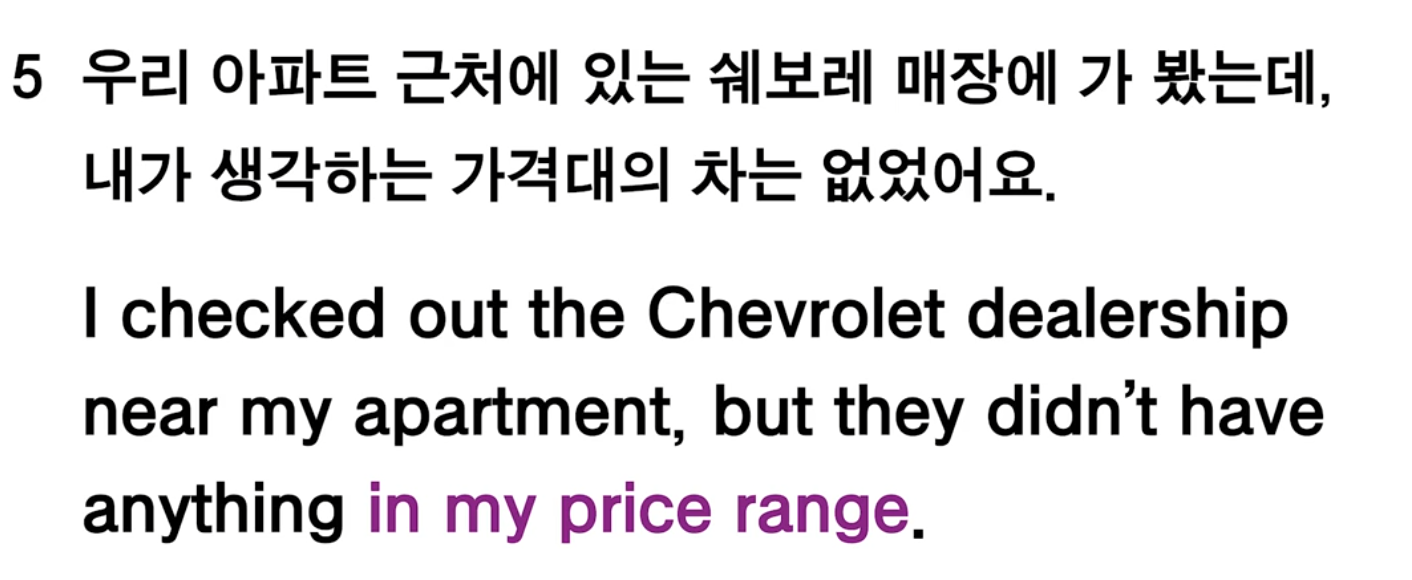 5 우리 아파트 근처에 있는 쉐보레 매장에 가 봤는데,
내가 생각하는 가격대의 차는 없었어요.
I checked out the Chevrolet dealership
near my apartment, but they didn’t have
anything in my price range.